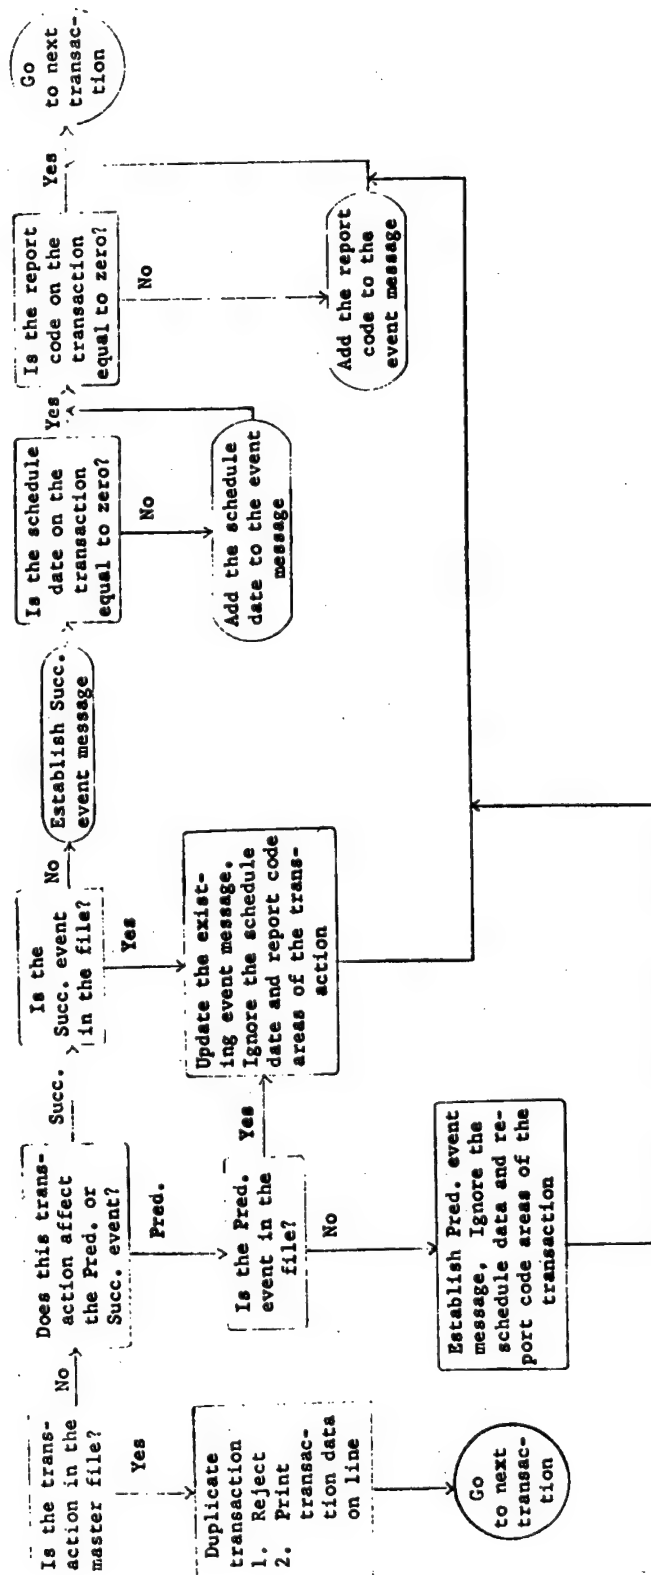 Is the trans-
action in the
master file?
No
Yes
Duplicate
transaction
1. Reject
2. Print
transac-
tion data
on line
Go
to next
transac-
tion
Does this trans-
action affect
the Pred. or
Succ. event?
Succ.
Pred.
Is the Pred.
event in the
file?
Yes
No
Establish Pred. event
message, Ignore the
schedule data and re-
port code areas of the
transaction
Is the
Succ. event
in the file?
No
Yes
Update the exist-
ing event message.
Ignore the schedule
date and report code
areas of the trans-
action
Establish Succ.
event message
Is the schedule
date on the
transaction
equal to zero?
Yes
No
Add the schedule
date to the event
message
Is the report
code on the
transaction
equal to zero?
Yes
No
Add the report
code to the
event message
Go
to next
transac-
tion